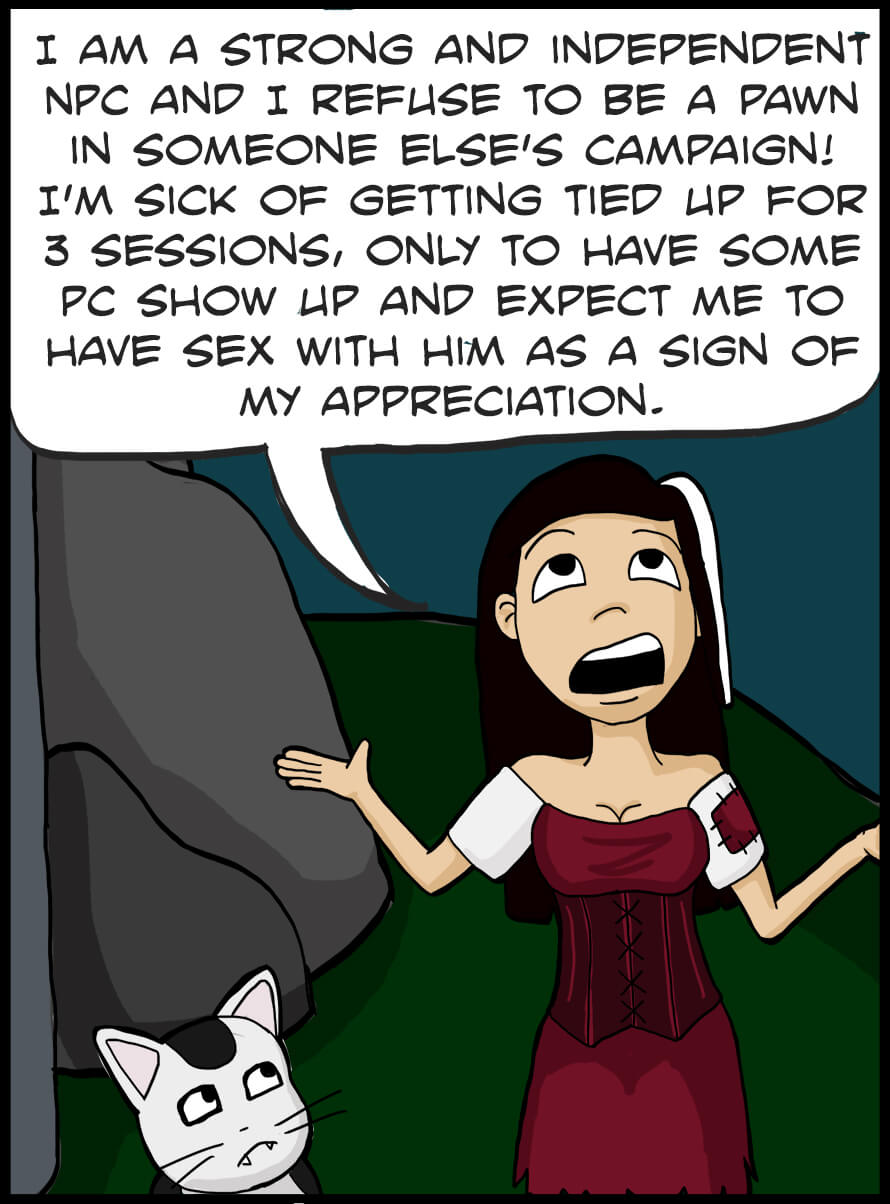 I AM A STRONG AND INDEPENDENT
NPC AND I REFUSE TO BE A PAWN
IN SOMEONE ELSE'S CAMPAIGN!
I'M SICK OF GETTING TIED UP FOR
3 SESSIONS, ONLY TO HAVE SOME
PC SHOW UP AND EXPECT ME TO
HAVE SEX WITH HIM AS A SIGN OF
MY APPRECIATION.